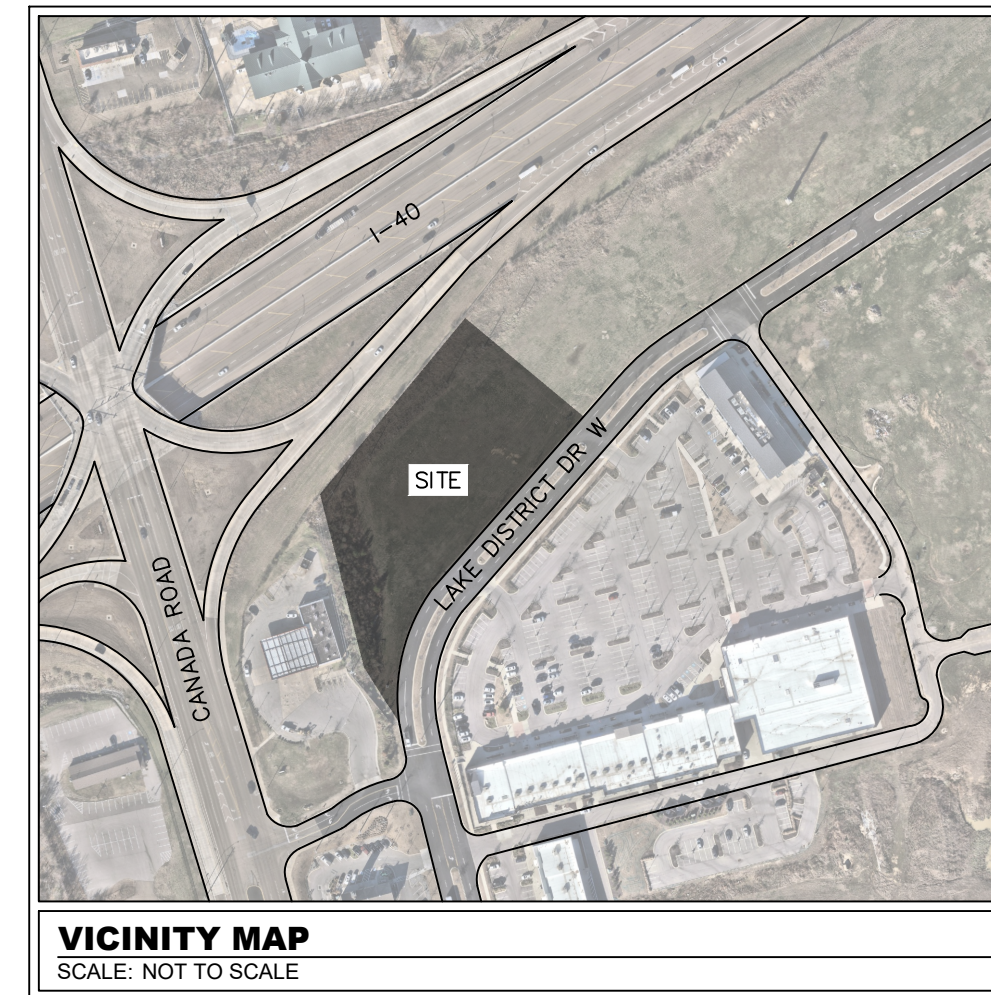 I-40
SITE
LAKE DISTRICT DR W
CANADA ROAD
VICINITY MAP
SCALE: NOT TO SCALE